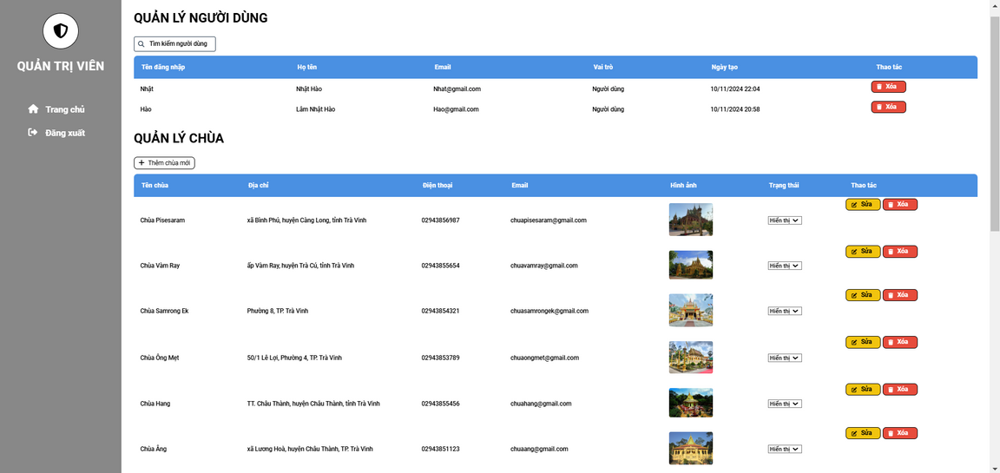 QUẢN TRỊ VIÊN
Trang chủ
Đăng xuất
QUẢN LÝ NGƯỜI DÙNG
Tìm kiếm người dùng
Tên đăng nhập Họ tên Email Vai trò Ngày tạo Thao tác
Nhật Nhật Hào Nhat@gmail.com Người dùng 10/11/2024 22:04 Xóa
Hào Lâm Nhật Hào Hao@gmail.com Người dùng 10/11/2024 20:58 Xóa
QUẢN LÝ CHÙA
Thêm chùa mới
Tên chùa Địa chỉ Điện thoại Email Hình ảnh Trạng thái Thao tác
Chùa Pisesaram xã Bình Phú, huyện Càng Long, tỉnh Trà Vinh 02943856987 chuapisesaram@gmail.com Hiển thị Sửa Xóa
Chùa Vàm Ray ấp Vàm Ray, huyện Trà Cú, tỉnh Trà Vinh 02943855654 chuavamray@gmail.com Hiển thị Sửa Xóa
Chùa Samrong Ek Phường 8, TP. Trà Vinh 02943854321 chuasamrongek@gmail.com Hiển thị Sửa Xóa
Chùa Ông Mẹt 50/1 Lê Lợi, Phường 4, TP. Trà Vinh 02943853789 chuaongmet@gmail.com Hiển thị Sửa Xóa
Chùa Hang TT. Châu Thành, huyện Châu Thành, tỉnh Trà Vinh 02943855456 chuahang@gmail.com Hiển thị Sửa Xóa
Chùa Âng xã Lương Hoà, huyện Châu Thành, TP. Trà Vinh 02943851123 chuaang@gmail.com Hiển thị Sửa Xóa